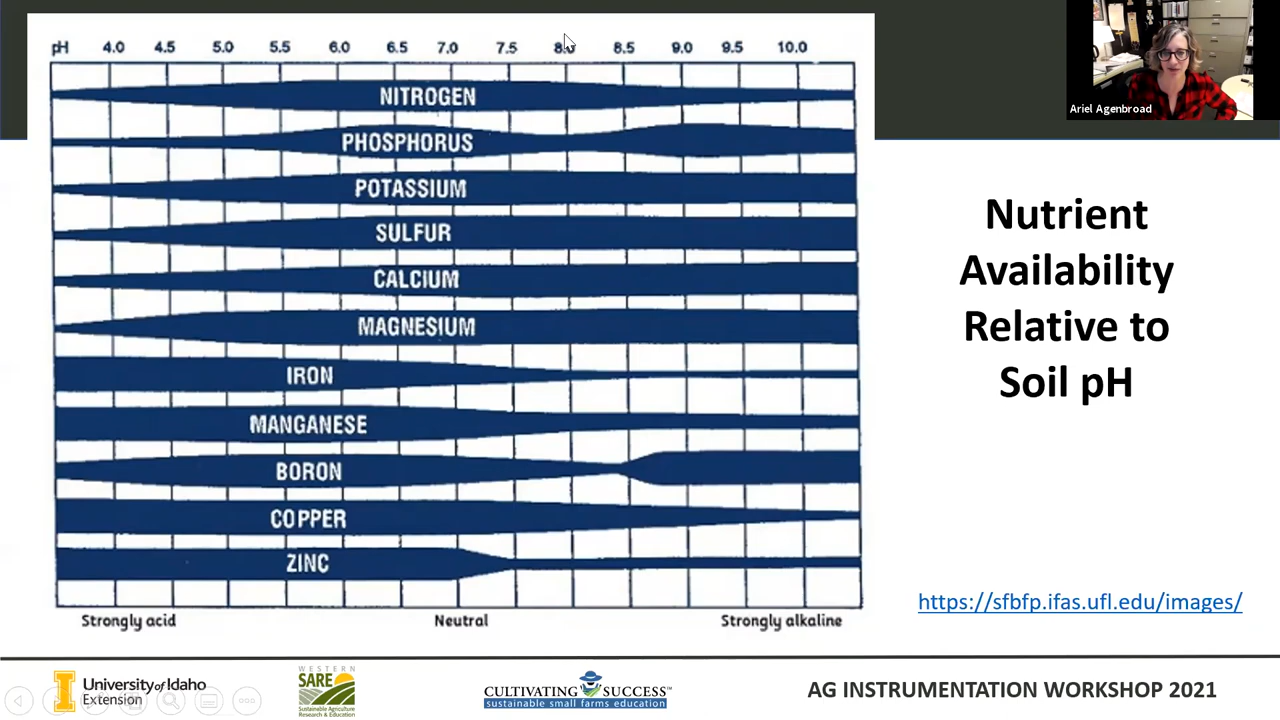 pH 4.0 4.5 5.0 5.5 6.0 6.5 7.0 7.5 8.0 8.5 9.0 9.5 10.0
NITROGEN
PHOSPHORUS
POTASSIUM
SULFUR
CALCIUM
MAGNESIUM
IRON
MANGANESE
BORON
COPPER
ZINC
Strongly acid Neutral Strongly alkaline
Ariel Agenbroad
Nutrient
Availability
Relative to
Soil pH
https://sfbfp.ifas.ufl.edu/images/
University of Idaho
Extension
WESTERN
SARE
Sustainable Agriculture
Research & Education
CULTIVATING SUCCESS™
sustainable small farms education
AG INSTRUMENTATION WORKSHOP 2021